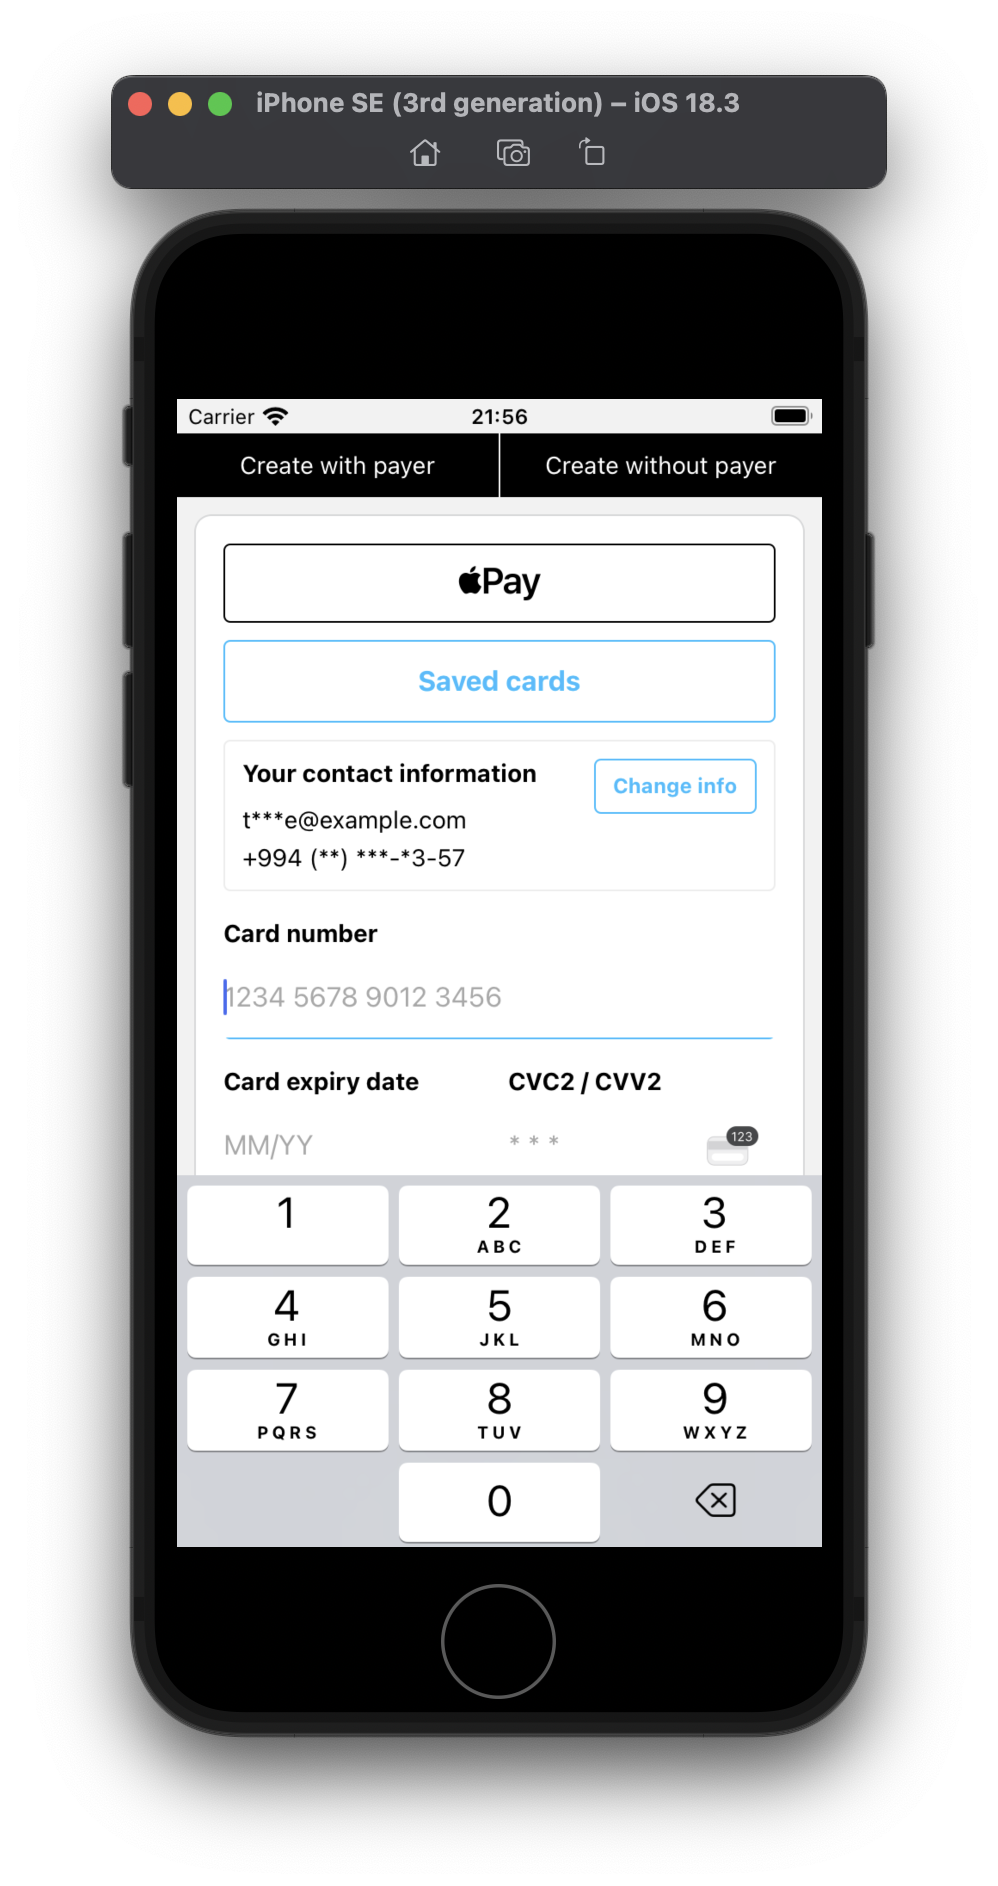 iPhone SE (3rd generation) – iOS 18.3
Carrier 21:56
Create with payer Create without payer
Pay
Saved cards
Your contact information
Change info
t***e@example.com
+994 (**) ***-*3-57
Card number
1234 5678 9012 3456
Card expiry date CVC2 / CVV2
MM/YY * * * 123
1 2 3
ABC DEF
4 5 6
GHI JKL MNO
7 8 9
PQRS TUV WXYZ
0